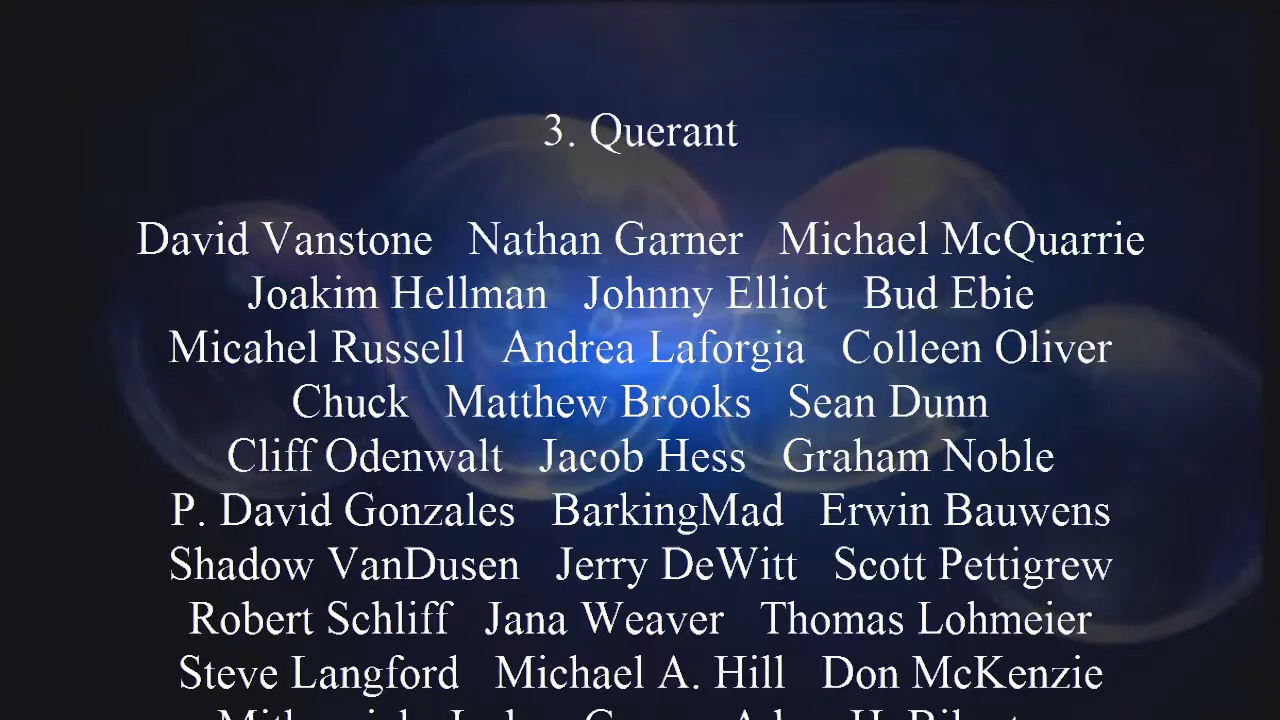 3. Querant
David Vanstone Nathan Garner Michael McQuarrie
Joakim Hellman Johnny Elliot Bud Ebie
Micahel Russell Andrea Laforgia Colleen Oliver
Chuck Matthew Brooks Sean Dunn
Cliff Odenwalt Jacob Hess Graham Noble
P. David Gonzales BarkingMad Erwin Bauwens
Shadow VanDusen Jerry DeWitt Scott Pettigrew
Robert Schliff Jana Weaver Thomas Lohmeier
Steve Langford Michael A. Hill Don McKenzie